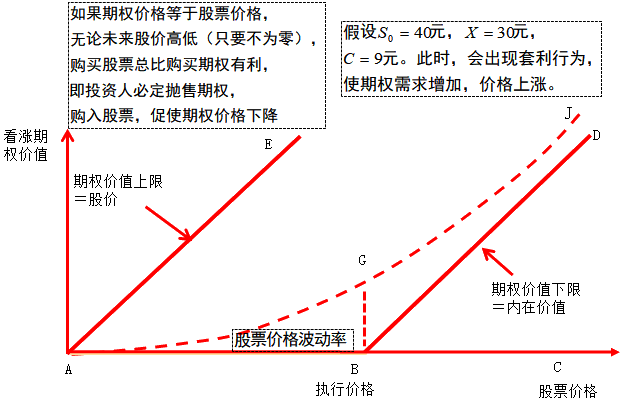 如果期权价格等于股票价格，
无论未来股价高低（只要不为零），
购买股票总比购买期权有利，
即投资人必定抛售期权，
购入股票，促使期权价格下降
假设S₀＝40元， X＝30元，
C＝9元。此时，会出现套利行为，
使期权需求增加，价格上涨。
看涨期
权价值
E
J
D
期权价值上限
＝股价
G
期权价值下限
＝内在价值
股票价格波动率
A
B
C
执行价格
股票价格